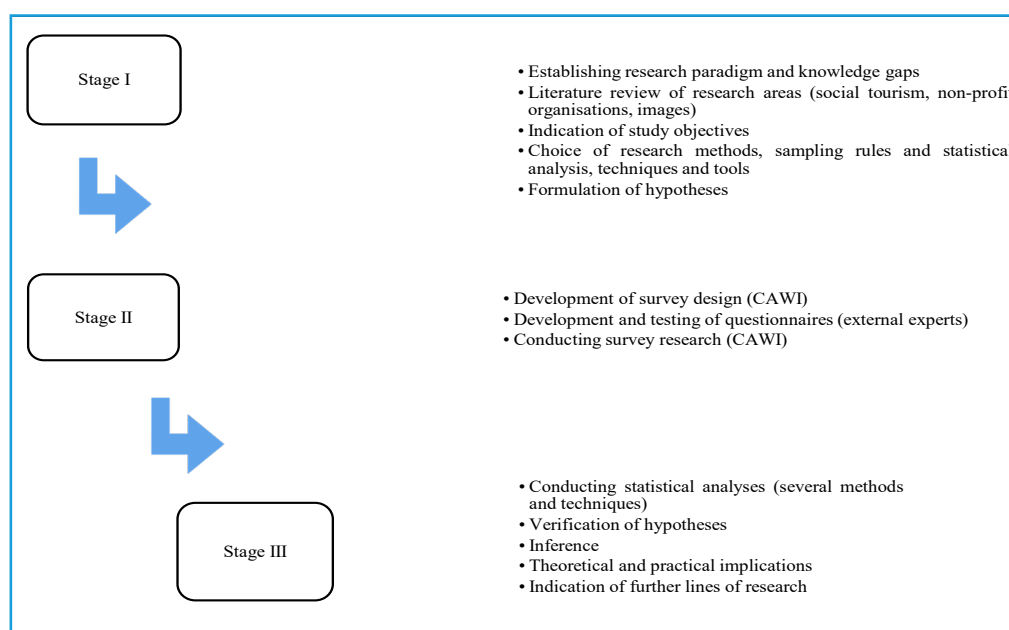 Stage I
• Establishing research paradigm and knowledge gaps
• Literature review of research areas (social tourism, non-profit
organisations, images)
• Indication of study objectives
• Choice of research methods, sampling rules and statistical
analysis, techniques and tools
• Formulation of hypotheses
Stage II
• Development of survey design (CAWI)
• Development and testing of questionnaires (external experts)
• Conducting survey research (CAWI)
Stage III
• Conducting statistical analyses (several methods
and techniques)
• Verification of hypotheses
• Inference
• Theoretical and practical implications
• Indication of further lines of research